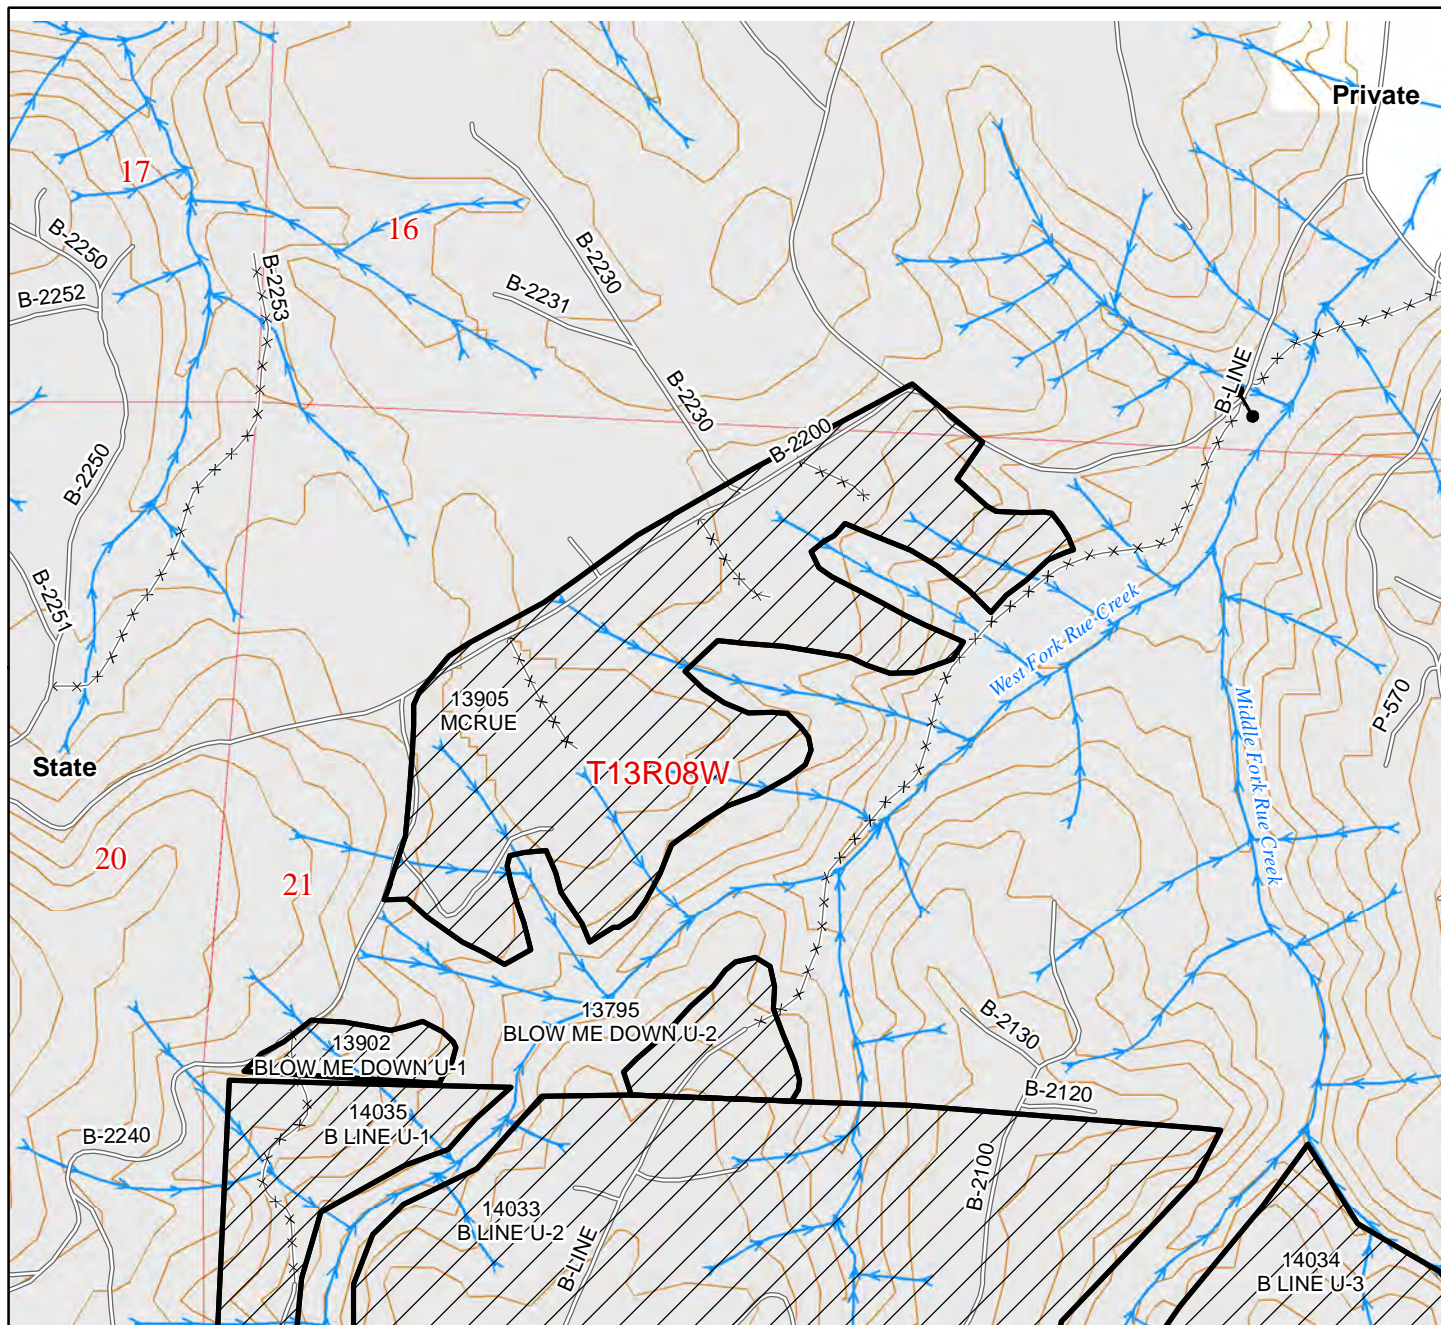 Private
17
16
B-2250
B-2252
B-2253
B-2230
B-2231
B-2230
B-LINE
B-2200
B-2250
B-2251
West Fork Rue Creek
13905
MCRUE
Middle Fork Rue Creek
P-570
State
T13R08W
20
21
13795
BLOW ME DOWN U-2
B-2130
13902
BLOW ME DOWN U-1
B-2120
14035
B LINE U-1
B-2240
B-2100
14033
B LINE U-2
B-LINE
14034
B LINE U-3